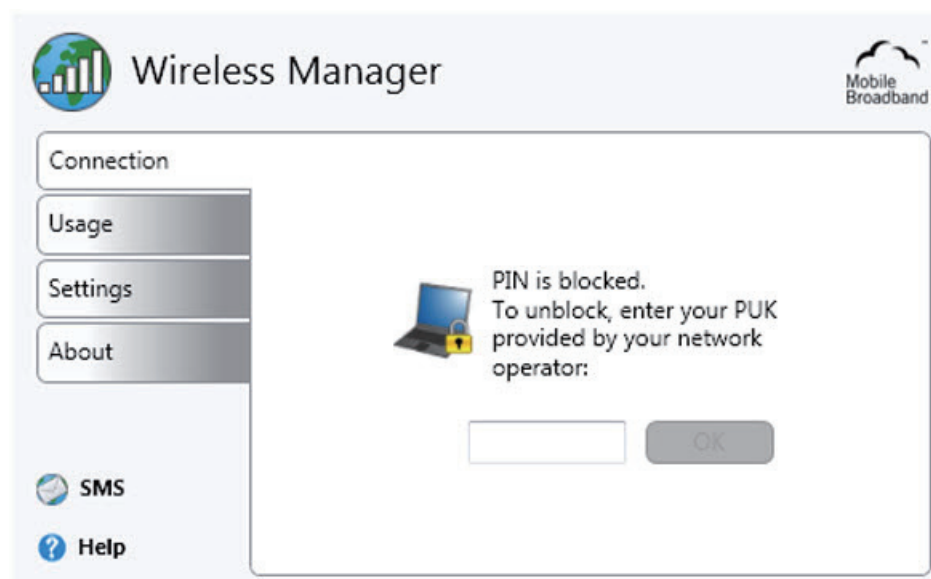 Wireless Manager
Mobile
Broadband
Connection
Usage
Settings
About
PIN is blocked.
To unblock, enter your PUK
provided by your network
operator:
OK
SMS
Help